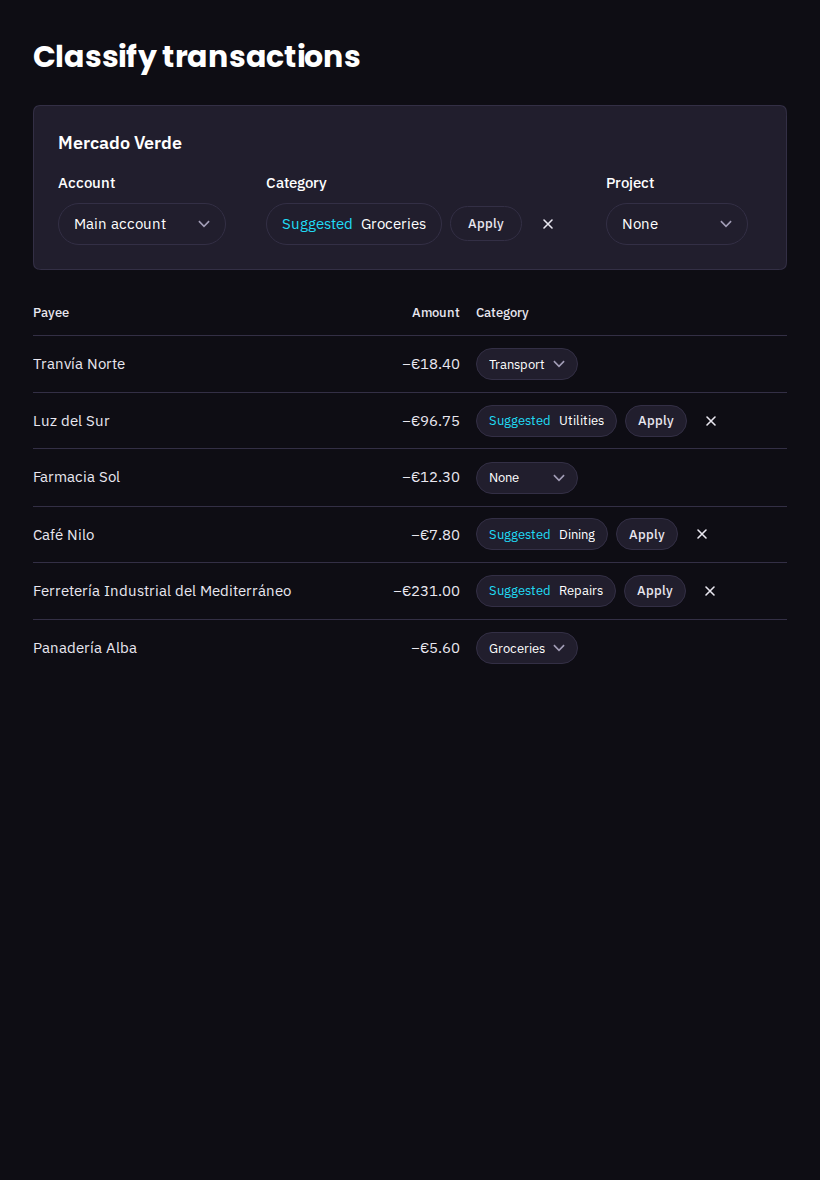 Classify transactions
Mercado Verde
Account Category Project
Main account Suggested Groceries Apply None
Payee Amount Category
Tranvía Norte −€18.40 Transport
Luz del Sur −€96.75 Suggested Utilities Apply
Farmacia Sol −€12.30 None
Café Nilo −€7.80 Suggested Dining Apply
Ferretería Industrial del Mediterráneo −€231.00 Suggested Repairs Apply
Panadería Alba −€5.60 Groceries